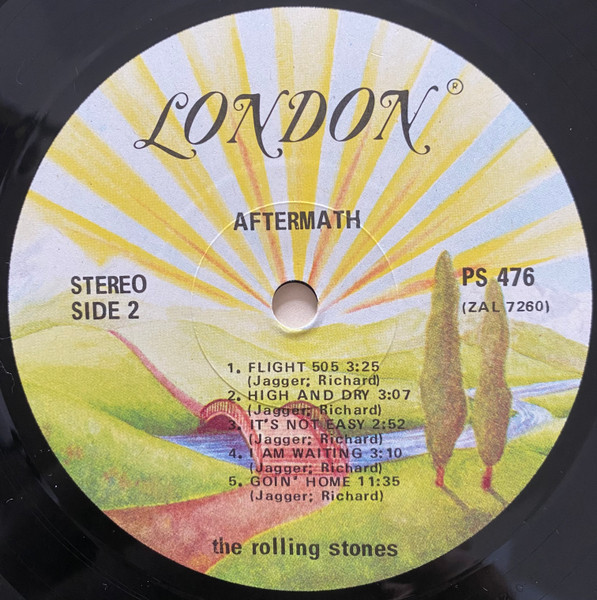 LONDON®
AFTERMATH
STEREO
SIDE 2
PS 476
(ZAL 7260)
1. FLIGHT 505 3:25
(Jagger; Richard)
2. HIGH AND DRY 3:07
(Jagger; Richard)
3. IT'S NOT EASY 2:52
(Jagger; Richard)
4. I AM WAITING 3:10
(Jagger; Richard)
5. GOIN' HOME 11:35
(Jagger; Richard)
the rolling stones